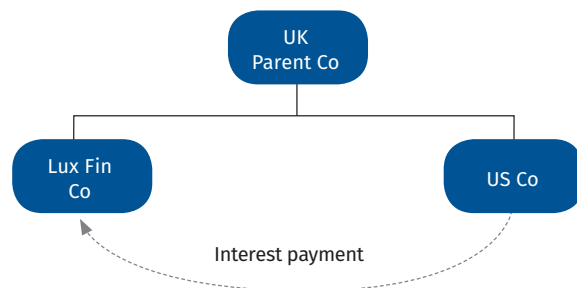 UK
Parent Co
Lux Fin
Co
US Co
Interest payment